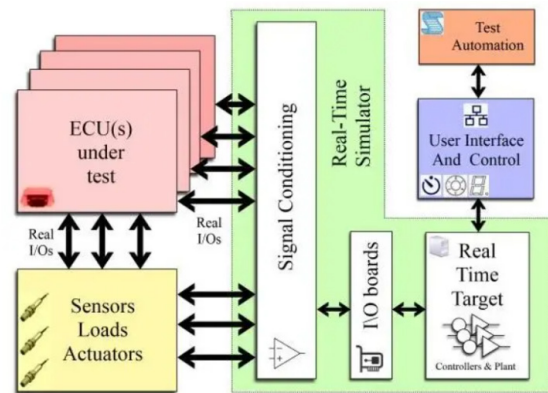 ECU(s)
under
test
Real
I/Os
Real
I/Os
Sensors
Loads
Actuators
Signal Conditioning
Real-Time
Simulator
I/O boards
Test
Automation
User Interface
And Control
Real
Time
Target
Controllers & Plant